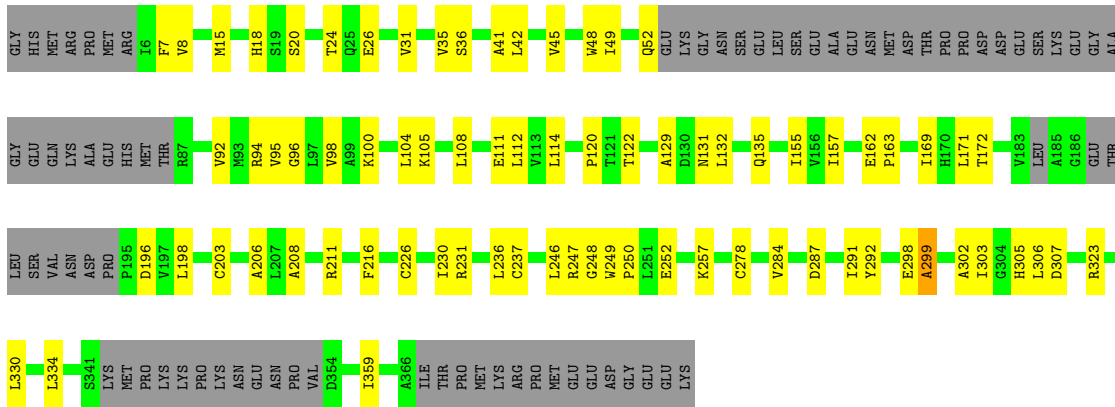 GLY HIS MET ARG PRO MET ARG I6 F7 V8 M15 H18 S19 S20 T24 Q25 E26 V31 V35 S36 A41 L42 V45 W48 I49 Q52 GLU LYS GLY ASN SER GLU LEU SER GLU ALA GLU ASN MET ASP THR PRO PRO ASP ASP GLU SER LYS GLU GLY ALA
GLY GLU GLN LYS ALA GLU HIS MET THR R87 V92 M93 R94 V95 G96 L97 V98 A99 K100 L104 K105 L108 E111 L112 V113 L114 P120 T121 T122 A129 D130 N131 L132 Q135 I155 V156 I157 E162 P163 I169 H170 L171 T172 V183 LEU A185 G186 GLU THR
LEU SER VAL ASN ASP PRO P195 D196 V197 L198 C203 A206 L207 A208 R211 F216 C226 I230 R231 L236 C237 L246 R247 G248 W249 P250 L251 E252 K257 C278 V284 D287 I291 Y292 E298 A299 A302 I303 G304 H305 L306 D307 R323
L330 L334 S341 LYS MET PRO LYS LYS PRO LYS ASN GLU ASN PRO VAL D354 I359 A366 ILE THR PRO MET LYS ARG PRO MET GLU GLU ASP GLY GLU GLU LYS